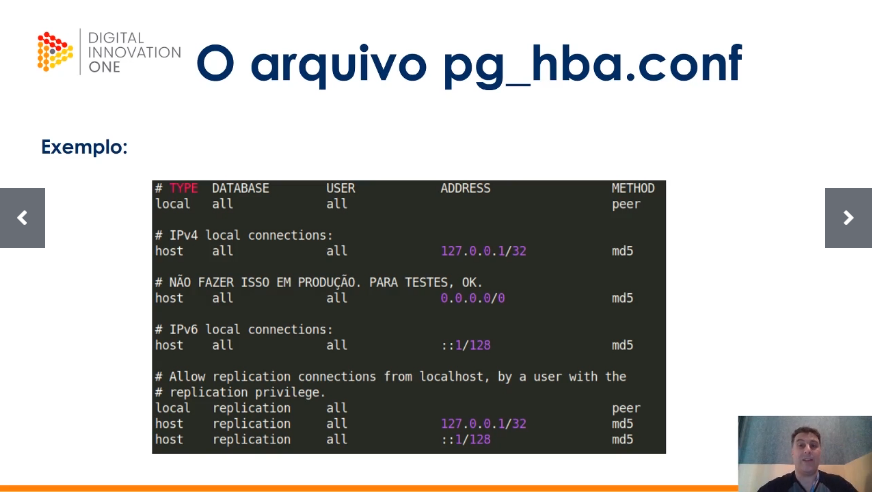 DIGITAL
INNOVATION
ONE
O arquivo pg_hba.conf
Exemplo:
# TYPE DATABASE USER ADDRESS METHOD
local all all peer
# IPv4 local connections:
host all all 127.0.0.1/32 md5
# NÃO FAZER ISSO EM PRODUÇÃO. PARA TESTES, OK.
host all all 0.0.0.0/0 md5
# IPv6 local connections:
host all all ::1/128 md5
# Allow replication connections from localhost, by a user with the
# replication privilege.
local replication all peer
host replication all 127.0.0.1/32 md5
host replication all ::1/128 md5